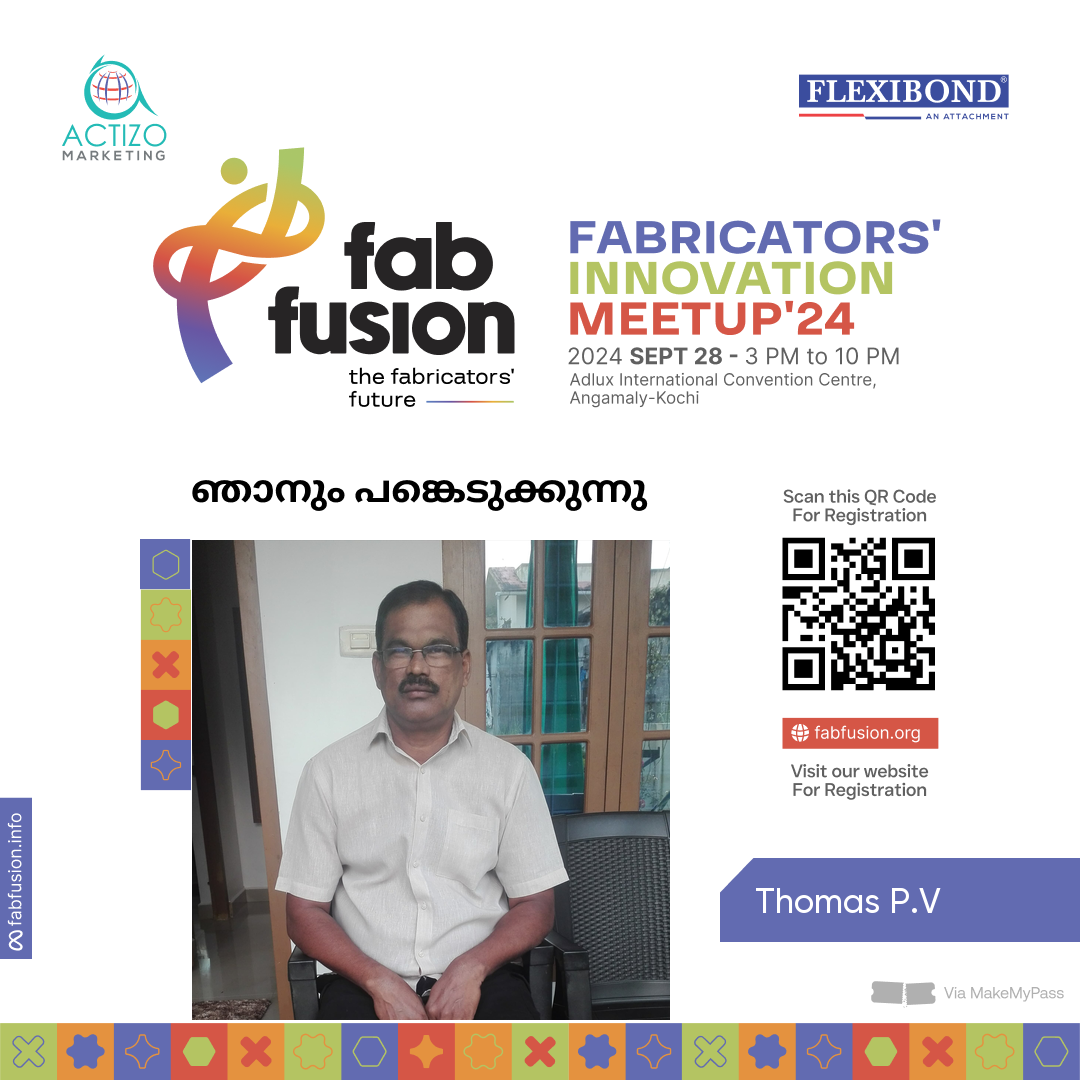 ACTIZO
MARKETING
FLEXIBOND®
AN ATTACHMENT
fab
fusion
the fabricators'
future
FABRICATORS'
INNOVATION
MEETUP'24
2024 SEPT 28 - 3 PM to 10 PM
Adlux International Convention Centre,
Angamaly-Kochi
ഞാനും പങ്കെടുക്കുന്നു
Scan this QR Code
For Registration
fabfusion.org
Visit our website
For Registration
fabfusion.info
Thomas P.V
Via MakeMyPass